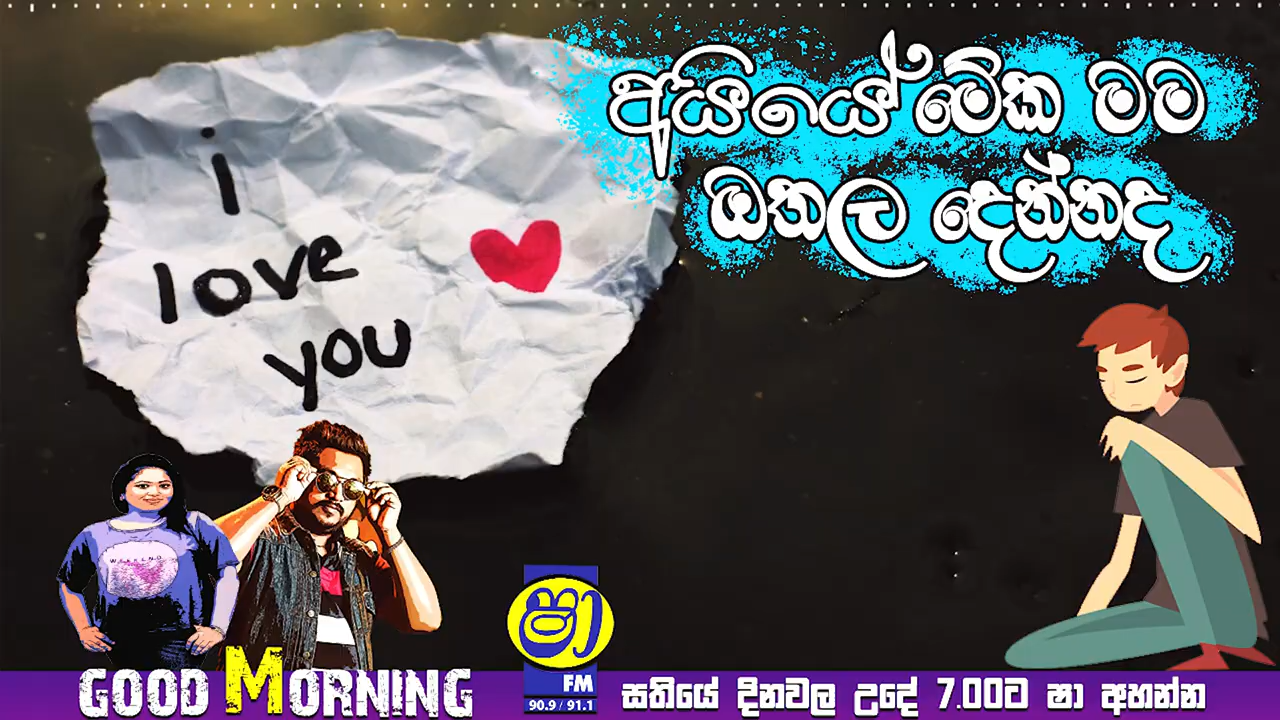 අයියෝ මේක මම
ඔතල දෙන්නද
i
love
you
WEEKEND
GOOD MORNING
ෂා
FM
90.9 / 91.1
සතියේ දිනවල උදේ 7.00ට ෂා අහන්න